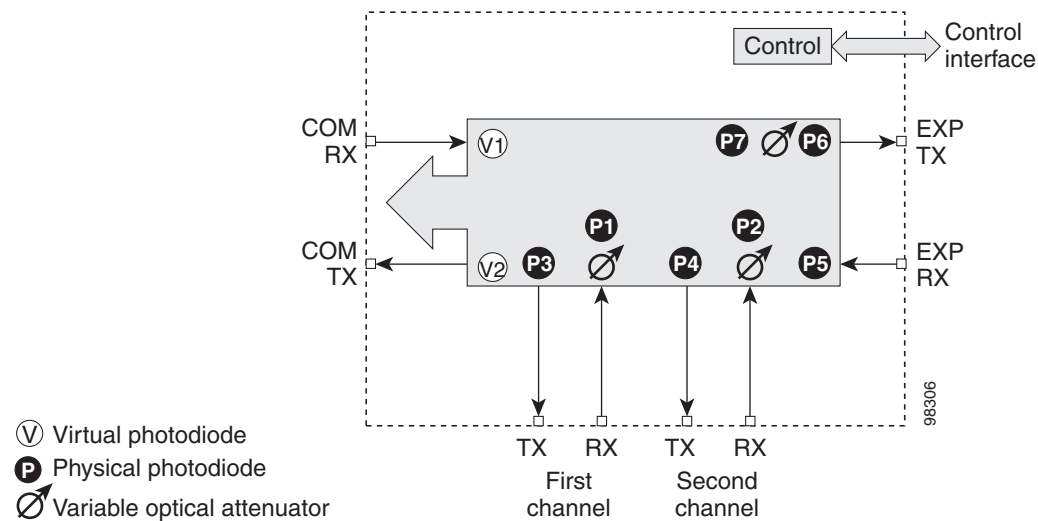 Control
Control
interface
COM
RX
V1
P7
P6
EXP
TX
P1
P2
COM
TX
V2
P3
P4
P5
EXP
RX
98306
TX
RX
TX
RX
First
channel
Second
channel
V Virtual photodiode
P Physical photodiode
Variable optical attenuator